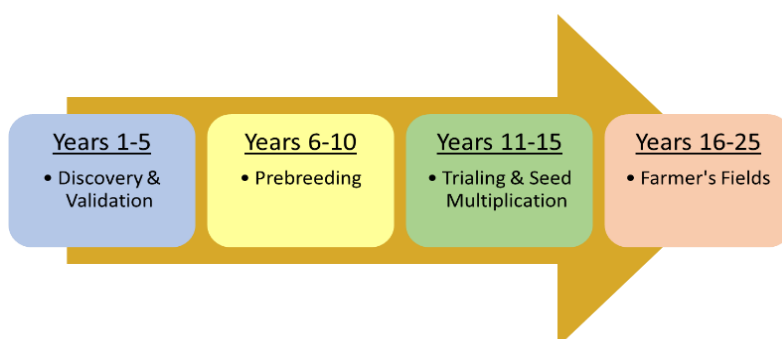 Years 1-5
• Discovery &
Validation
Years 6-10
• Prebreeding
Years 11-15
• Trialing & Seed
Multiplication
Years 16-25
• Farmer's Fields